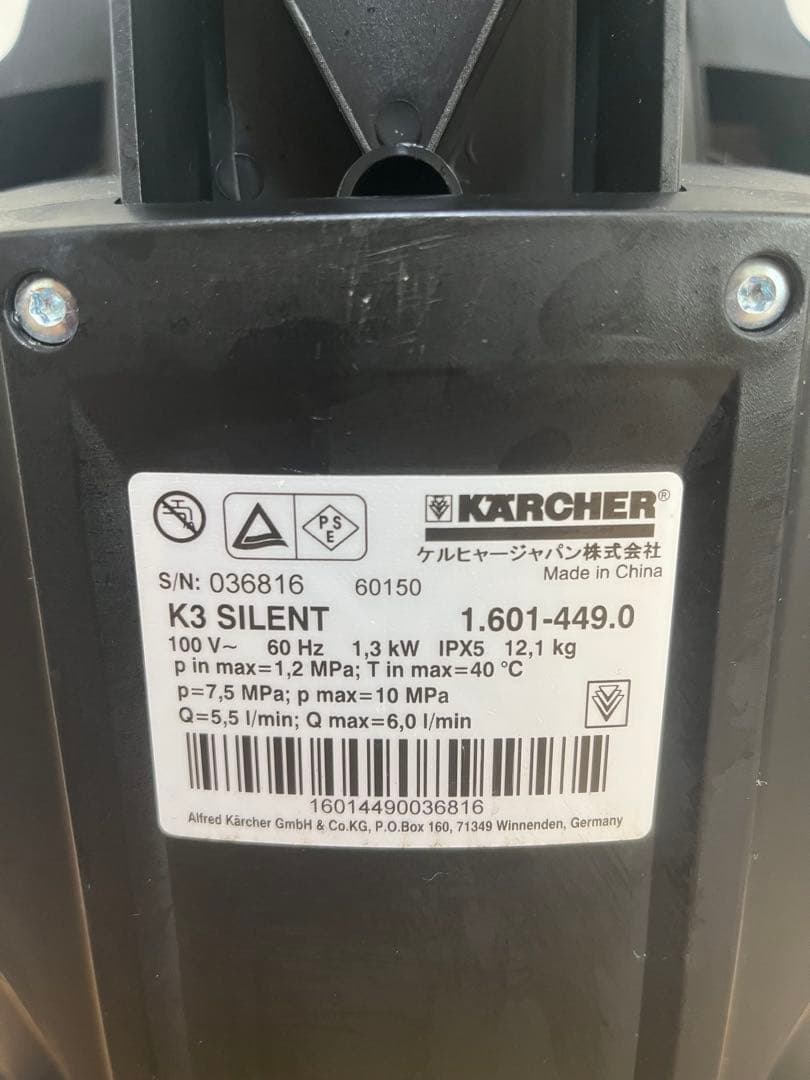 PSE
KÄRCHER®
ケルヒャージャパン株式会社
Made in China
S/N: 036816 60150
K3 SILENT 1.601-449.0
100 V~ 60 Hz 1,3 kW IPX5 12,1 kg
p in max=1,2 MPa; T in max=40 °C
p=7,5 MPa; p max=10 MPa
Q=5,5 l/min; Q max=6,0 l/min
16014490036816
Alfred Kärcher GmbH & Co.KG, P.O.Box 160, 71349 Winnenden, Germany